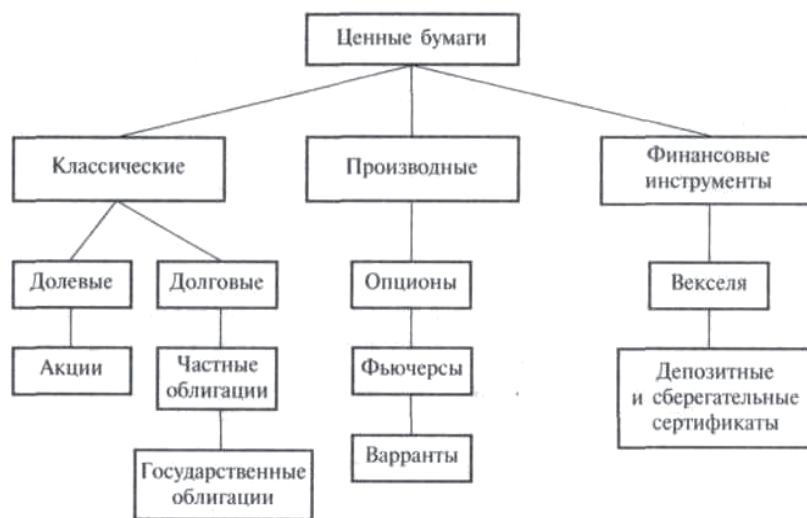 Ценные бумаги
Классические
Производные
Финансовые
инструменты
Долевые
Долговые
Опционы
Векселя
Акции
Частные
облигации
Фьючерсы
Депозитные
и сберегательные
сертификаты
Государственные
облигации
Варранты